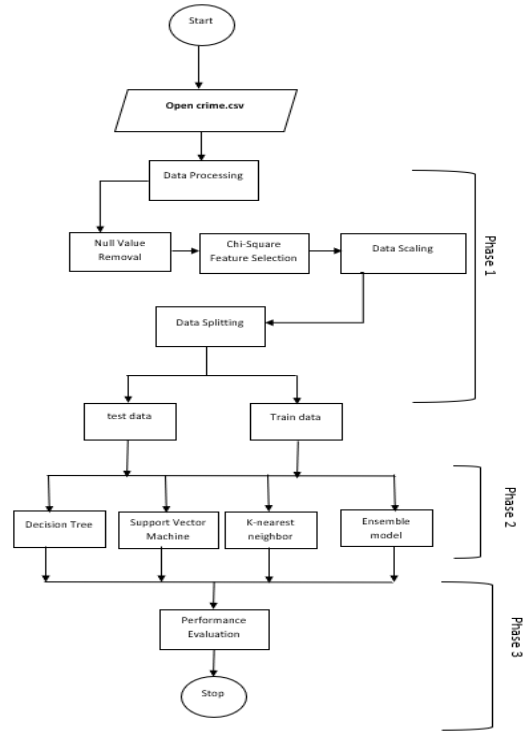 Start
Open crime.csv
Data Processing
Null Value
Removal
Chi-Square
Feature Selection
Data Scaling
Phase 1
Data Splitting
test data
Train data
Decision Tree
Support Vector
Machine
K-nearest
neighbor
Ensemble
model
Phase 2
Performance
Evaluation
Phase 3
Stop